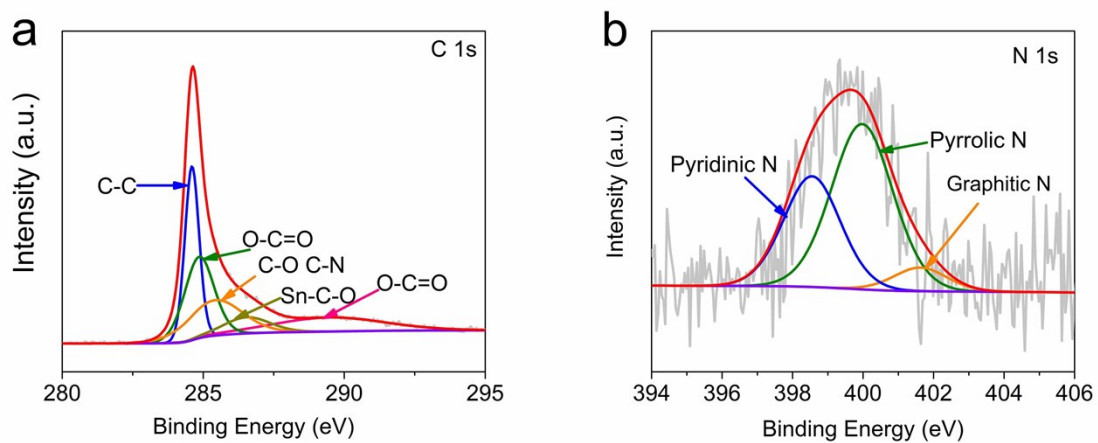 a
C 1s
C-C
O-C=O
C-O C-N
Sn-C-O
O-C=O
Intensity (a.u.)
280 285 290 295
Binding Energy (eV)
b
N 1s
Pyridinic N
Pyrrolic N
Graphitic N
Intensity (a.u.)
394 396 398 400 402 404 406
Binding Energy (eV)